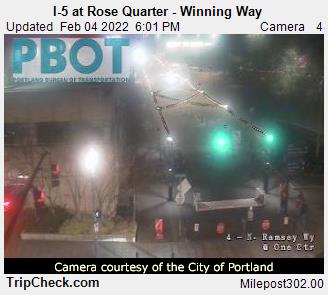 I-5 at Rose Quarter - Winning Way
Updated Feb 04 2022 6:01 PM Camera 4
PBOT
PORTLAND BUREAU OF TRANSPORTATION
4 - N. Ramsey Wy
@ One Ctr
Camera courtesy of the City of Portland
TripCheck.com Milepost302.00